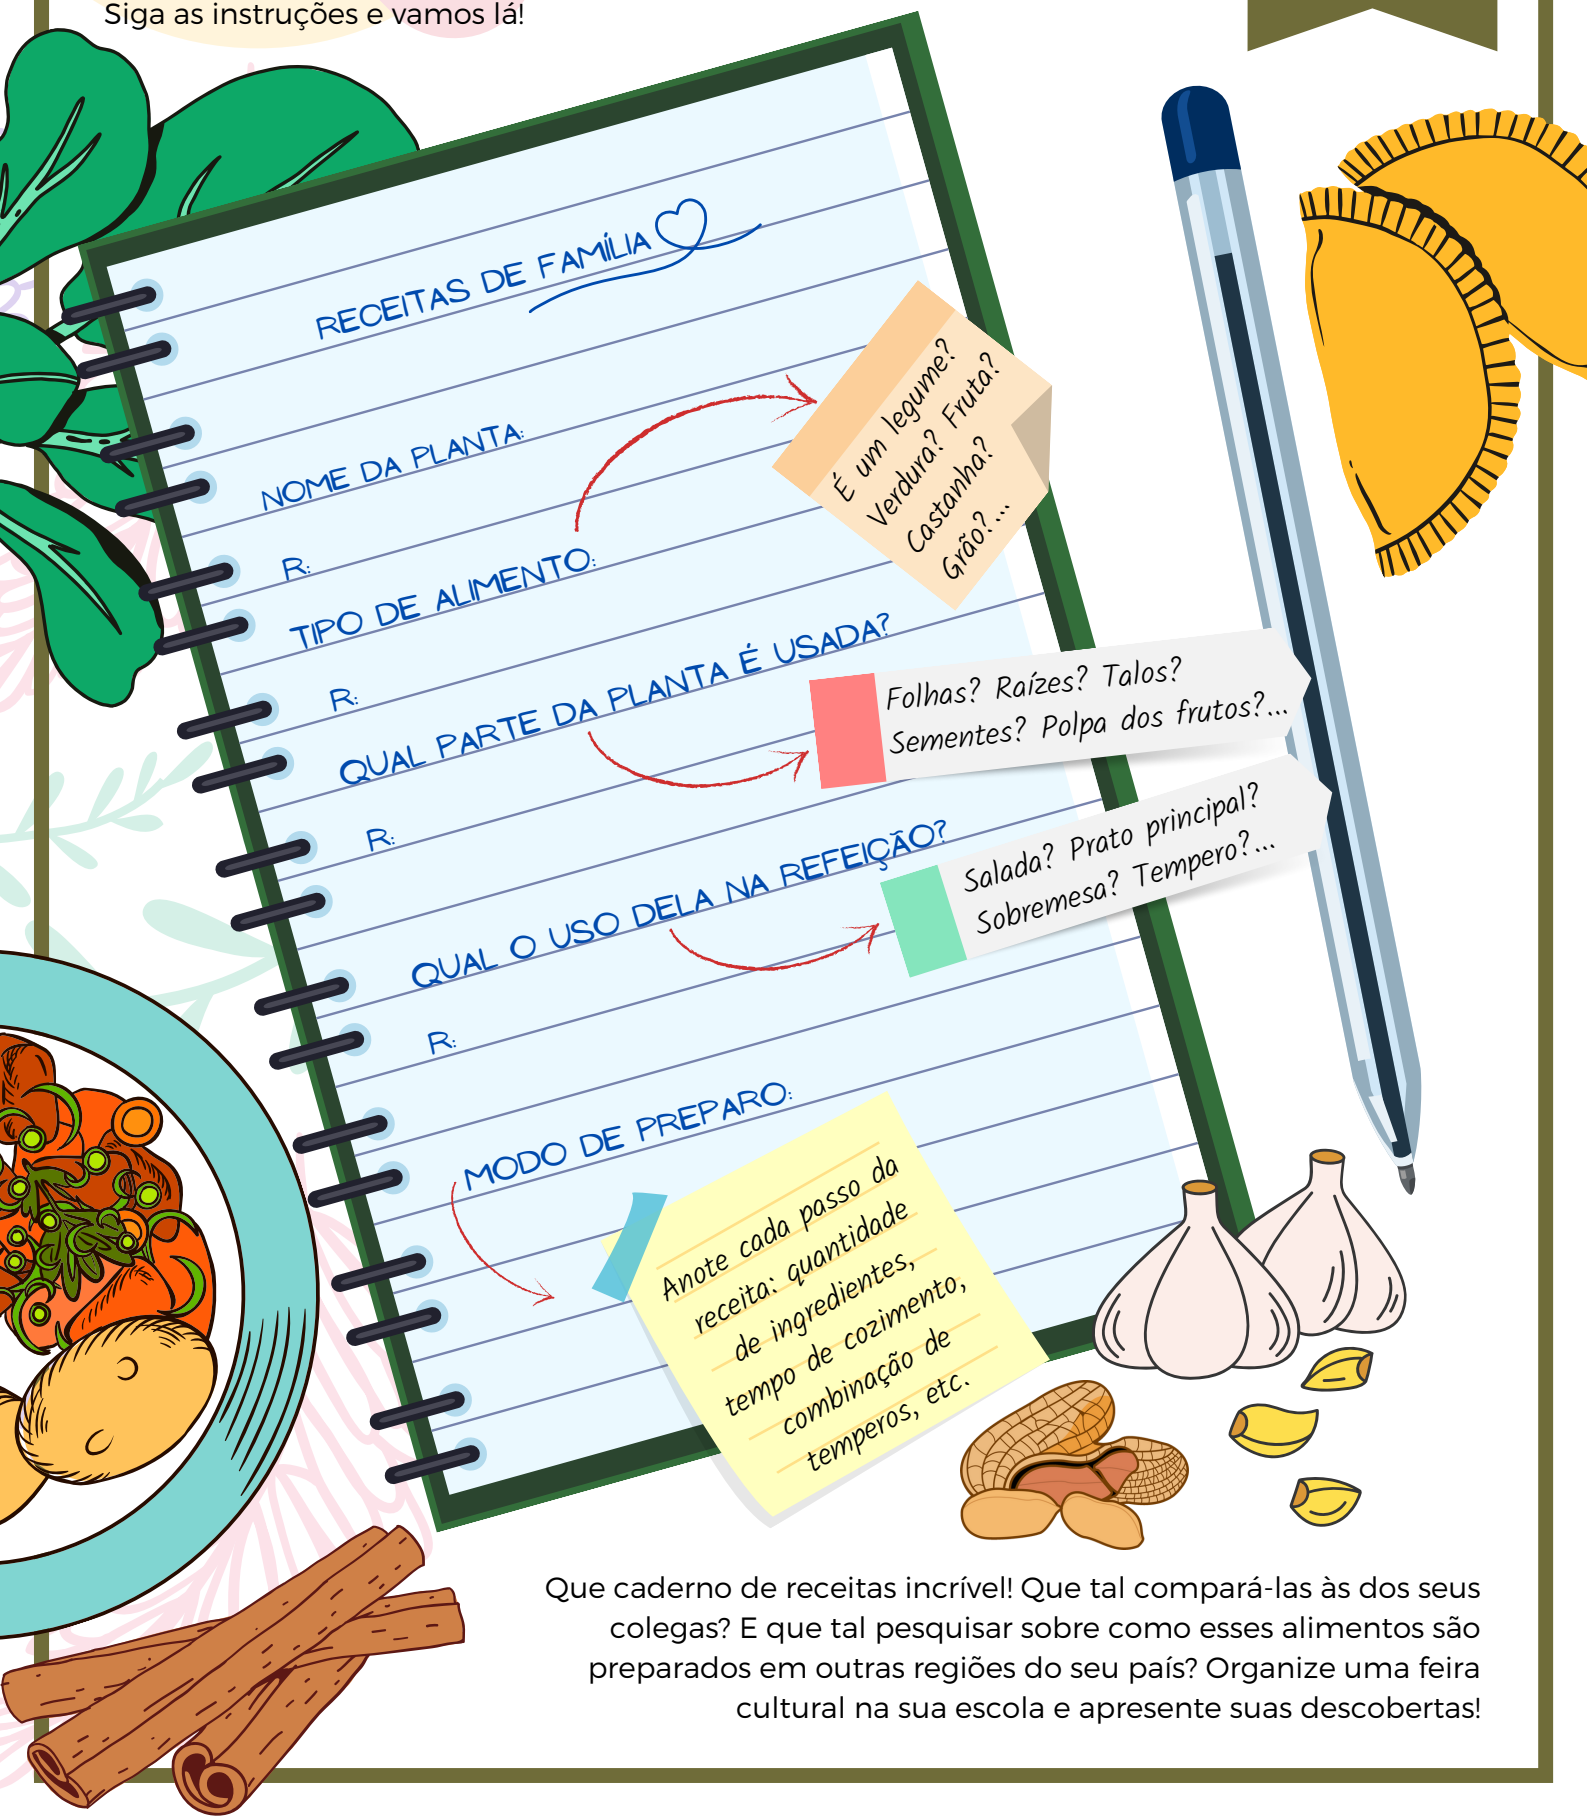 Siga as instruções e vamos lá!
RECEITAS DE FAMÍLIA
NOME DA PLANTA:
R:
TIPO DE ALIMENTO:
É um legume?
Verdura? Fruta?
Castanha?
Grão?...
R:
QUAL PARTE DA PLANTA É USADA?
Folhas? Raízes? Talos?
Sementes? Polpa dos frutos?...
R:
QUAL O USO DELA NA REFEIÇÃO?
Salada? Prato principal?
Sobremesa? Tempero?...
R:
MODO DE PREPARO:
Anote cada passo da
receita: quantidade
de ingredientes,
tempo de cozimento,
combinação de
temperos, etc.
Que caderno de receitas incrível! Que tal compará-las às dos seus
colegas? E que tal pesquisar sobre como esses alimentos são
preparados em outras regiões do seu país? Organize uma feira
cultural na sua escola e apresente suas descobertas!